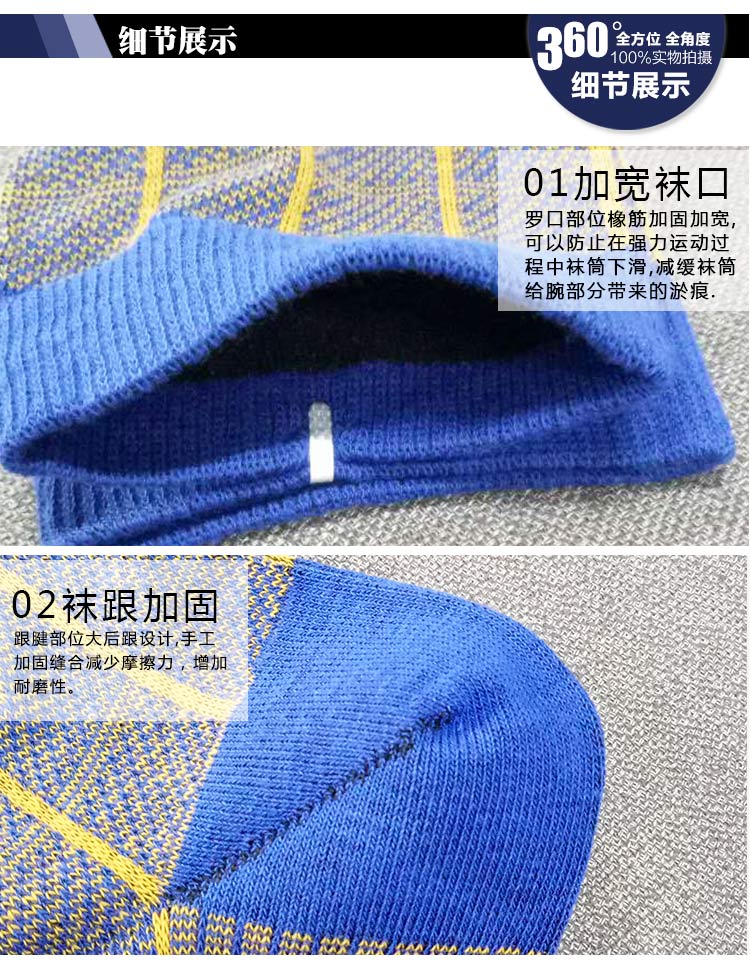 细节展示
360°全方位 全角度
100%实物拍摄
细节展示
01加宽袜口
罗口部位橡筋加固加宽,
可以防止在强力运动过
程中袜筒下滑,减缓袜筒
给腕部分带来的淤痕.
02袜跟加固
跟腱部位大后跟设计,手工
加固缝合减少摩擦力，增加
耐磨性。